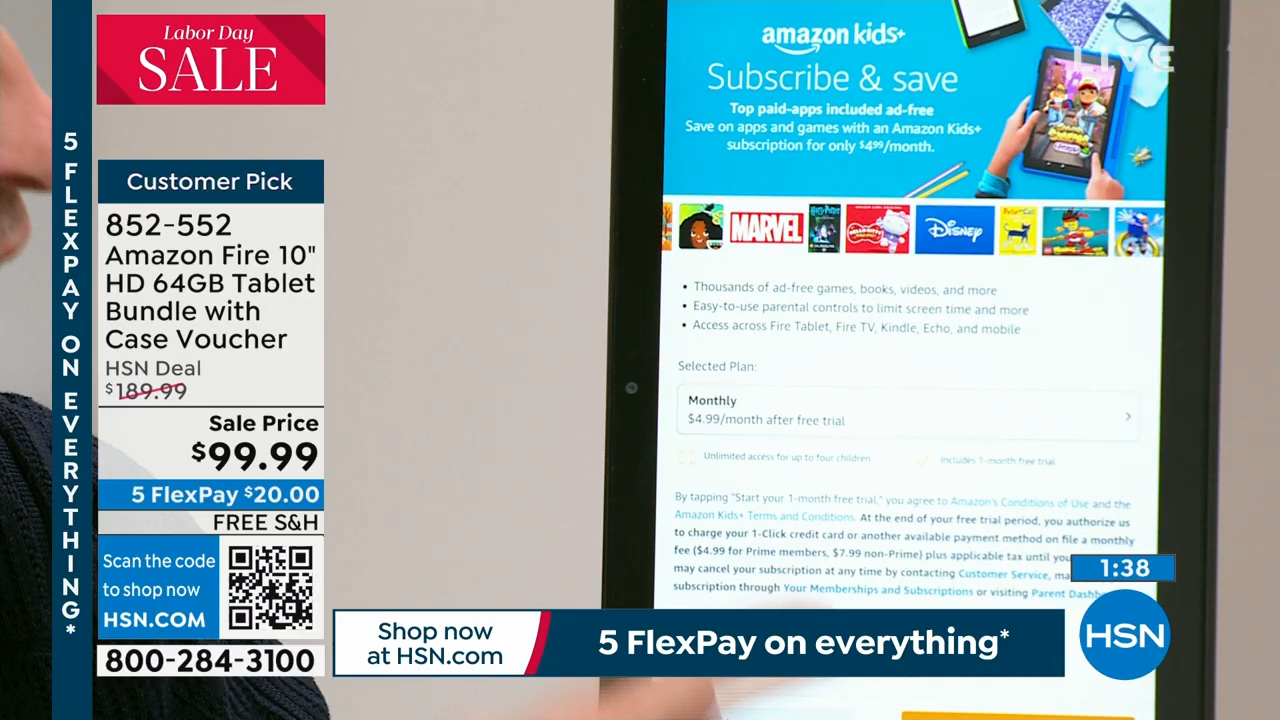 5 FLEXPAY ON EVERYTHING*
Labor Day
SALE
Customer Pick
852-552
Amazon Fire 10"
HD 64GB Tablet
Bundle with
Case Voucher
HSN Deal
$189.99
Sale Price
$99.99
5 FlexPay $20.00
FREE S&H
Scan the code
to shop now
HSN.COM
800-284-3100
amazon kids+
LIVE
Subscribe & save
Top paid-apps included ad-free
Save on apps and games with an Amazon Kids+
subscription for only $4.99/month.
MARVEL
Disney
• Thousands of ad-free games, books, videos, and more
• Easy-to-use parental controls to limit screen time and more
• Access across Fire Tablet, Fire TV, Kindle, Echo, and mobile
Selected Plan:
Monthly
$4.99/month after free trial
Unlimited access for up to four children
Includes 1-month free trial
By tapping "Start your 1-month free trial," you agree to Amazon's Conditions of Use and the
Amazon Kids+ Terms and Conditions. At the end of your free trial period, you authorize us
to charge your 1-Click credit card or another available payment method on file a monthly
fee ($4.99 for Prime members, $7.99 non-Prime) plus applicable tax until you
may cancel your subscription at any time by contacting Customer Service,
subscription through Your Memberships and Subscriptions or visiting Parent
1:38
HSN
Shop now
at HSN.com
5 FlexPay on everything*